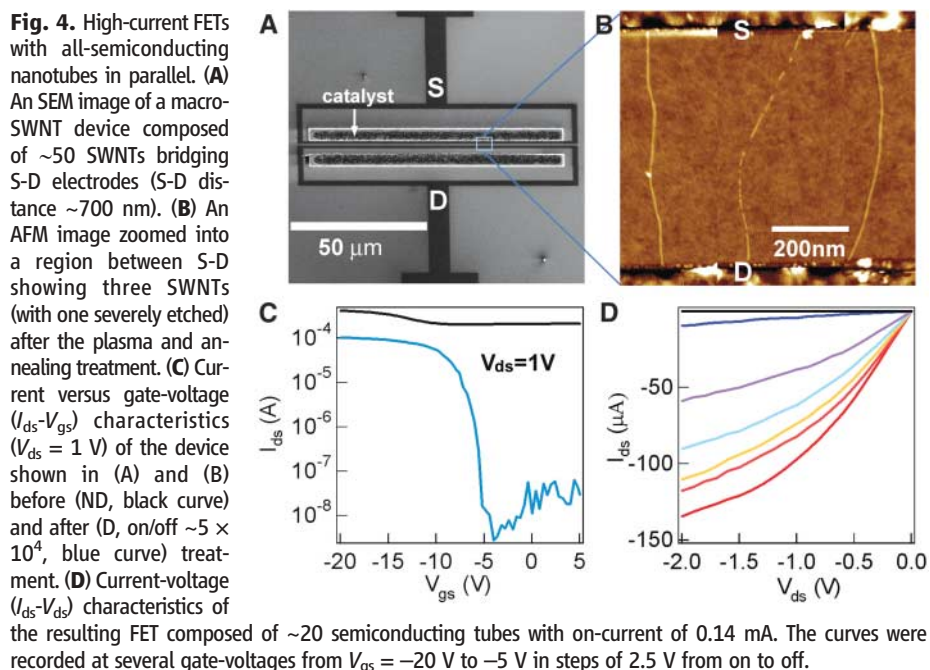 Fig. 4. High-current FETs
with all-semiconducting
nanotubes in parallel. (A)
An SEM image of a macro-
SWNT device composed
of ~50 SWNTs bridging
S-D electrodes (S-D dis-
tance ~700 nm). (B) An
AFM image zoomed into
a region between S-D
showing three SWNTs
(with one severely etched)
after the plasma and an-
nealing treatment. (C) Cur-
rent versus gate-voltage
(Ids-Vgs) characteristics
(Vds = 1 V) of the device
shown in (A) and (B)
before (ND, black curve)
and after (D, on/off ~5 ×
10⁴, blue curve) treat-
ment. (D) Current-voltage
(Ids-Vds) characteristics of
the resulting FET composed of ~20 semiconducting tubes with on-current of 0.14 mA. The curves were
recorded at several gate-voltages from Vgs = −20 V to −5 V in steps of 2.5 V from on to off.
A
S
catalyst
D
50 μm
B
S
200nm
D
C
Vds=1V
Ids (A)
10⁻⁴
10⁻⁵
10⁻⁶
10⁻⁷
10⁻⁸
-20 -15 -10 -5 0 5
Vgs (V)
D
Ids (μA)
-50
-100
-150
-2.0 -1.5 -1.0 -0.5 0.0
Vds (V)